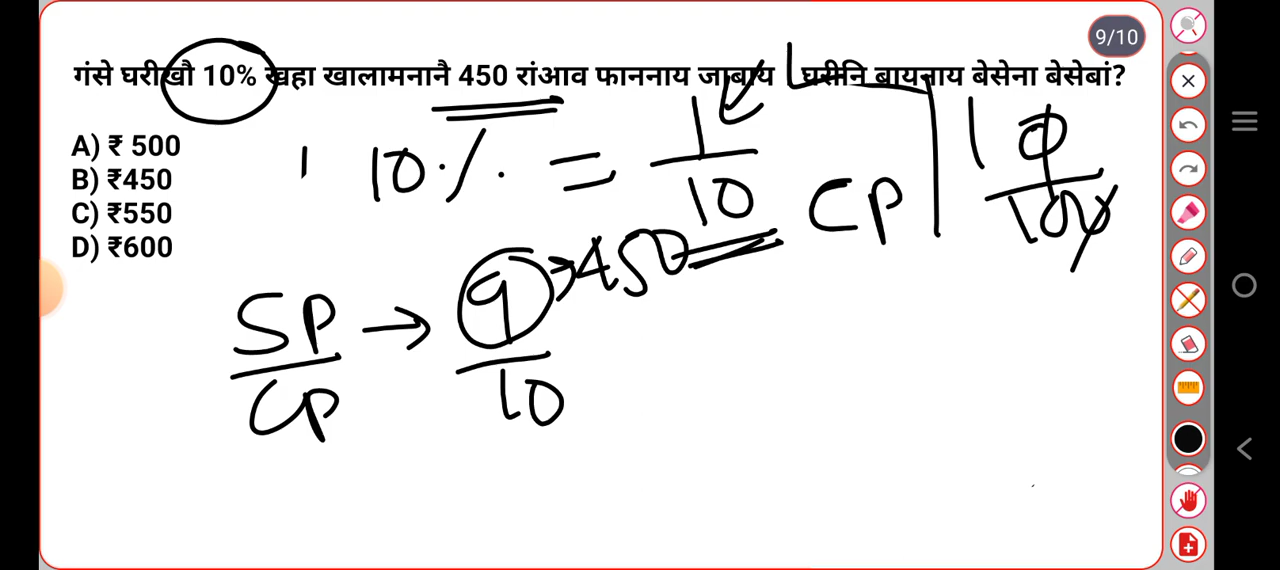 9/10
गंसे घरीखौ 10% खहा खालामनानै 450 रांआव फाननाय जाबाय । घरीनि बायनाय बेसेना बेसेबां?
A) ₹ 500
B) ₹450
C) ₹550
D) ₹600
10% = 1/10
CP
10/100
SP/CP → 9/10
→450